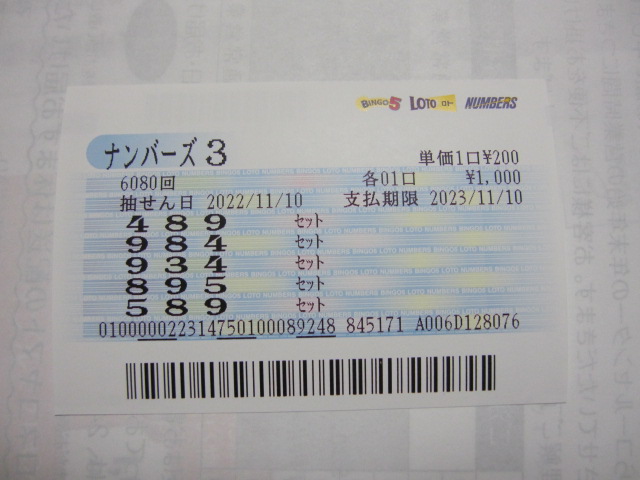 BINGO5 LOTO ロト NUMBERS
ナンバーズ3 単価1口¥200
6080回 各01口 ¥1,000
抽せん日 2022/11/10 支払期限 2023/11/10
489 セット
984 セット
934 セット
895 セット
589 セット
0100000022314750100089248 845171 A006D128076